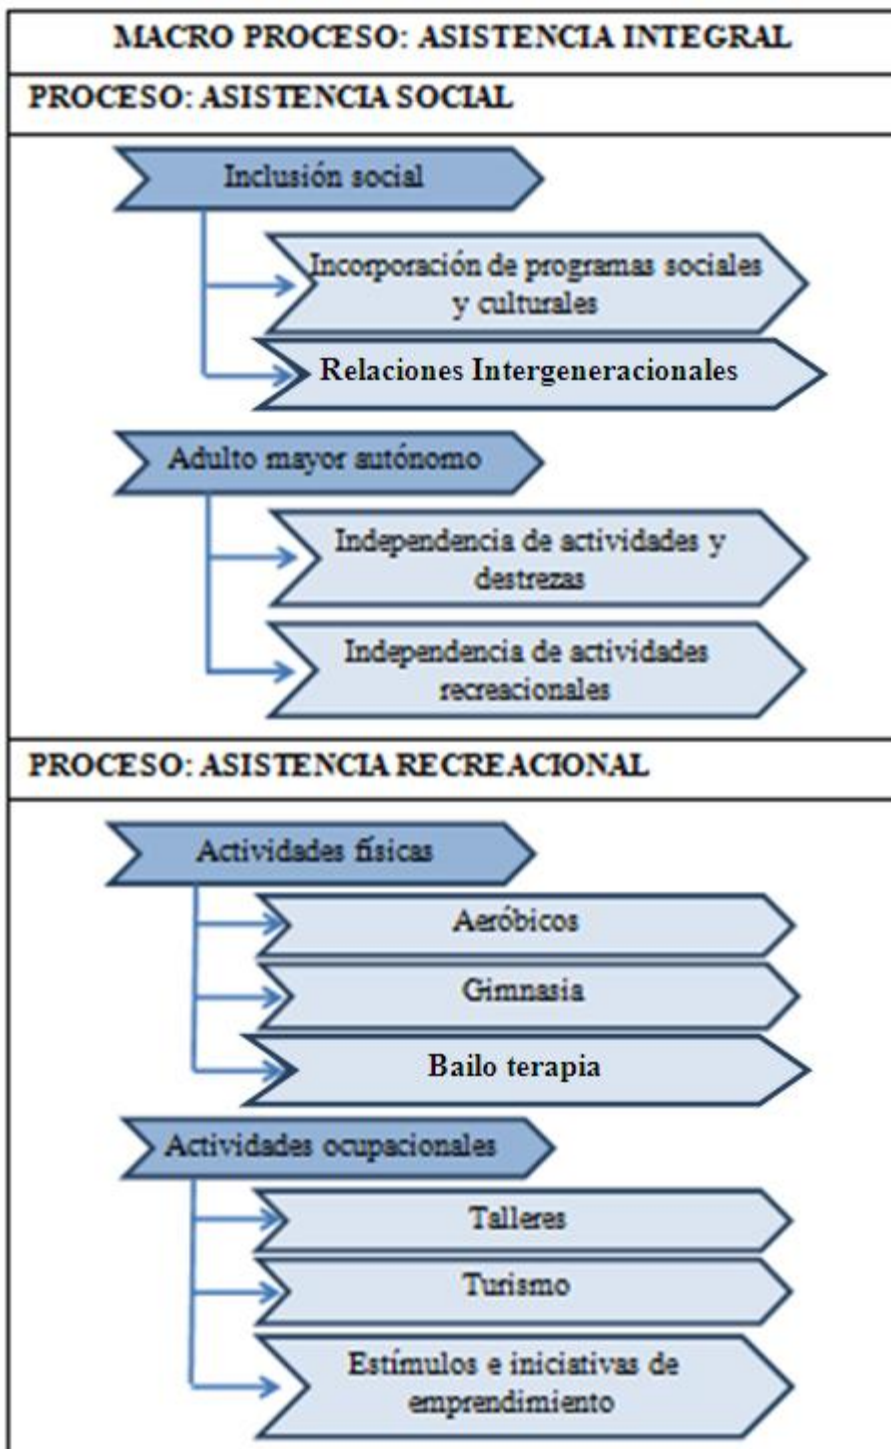 MACRO PROCESO: ASISTENCIA INTEGRAL
PROCESO: ASISTENCIA SOCIAL
Inclusión social
Incorporación de programas sociales
y culturales
Relaciones Intergeneracionales
Adulto mayor autónomo
Independencia de actividades y
destrezas
Independencia de actividades
recreacionales
PROCESO: ASISTENCIA RECREACIONAL
Actividades físicas
Aeróbicos
Gimnasia
Bailo terapia
Actividades ocupacionales
Talleres
Turismo
Estímulos e iniciativas de
emprendimiento